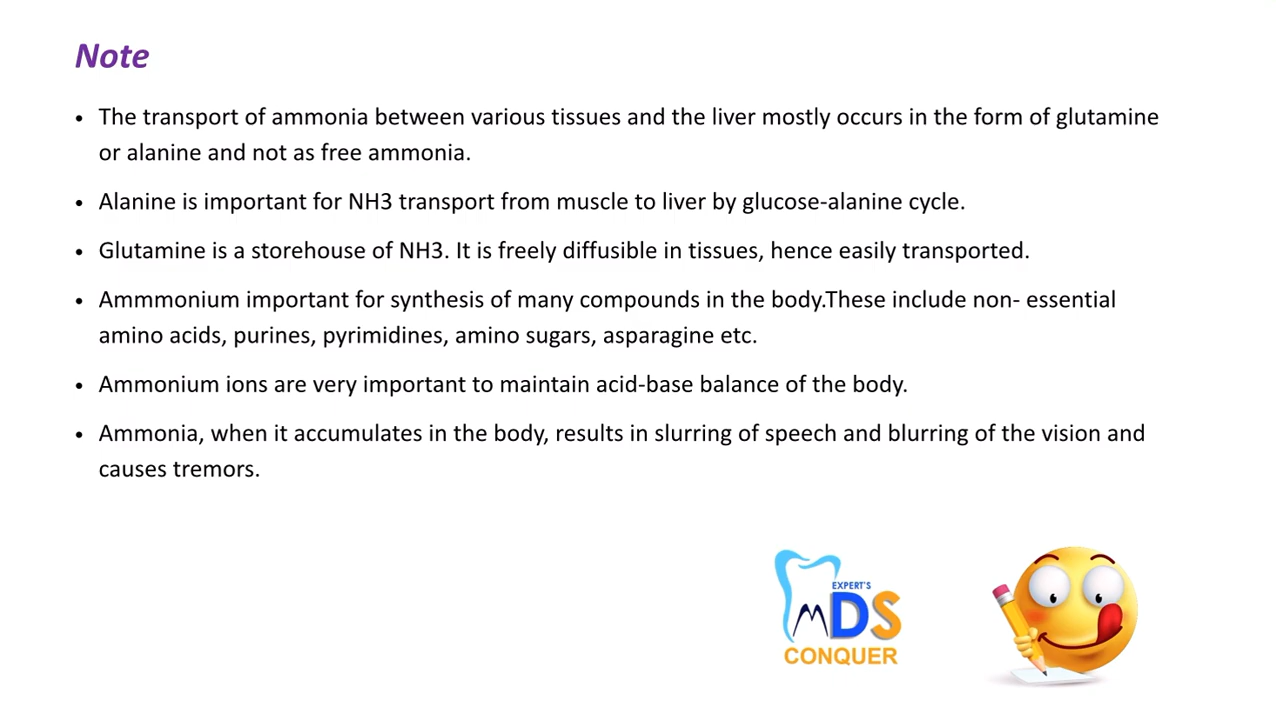 Note
• The transport of ammonia between various tissues and the liver mostly occurs in the form of glutamine
or alanine and not as free ammonia.
• Alanine is important for NH3 transport from muscle to liver by glucose-alanine cycle.
• Glutamine is a storehouse of NH3. It is freely diffusible in tissues, hence easily transported.
• Ammmonium important for synthesis of many compounds in the body.These include non- essential
amino acids, purines, pyrimidines, amino sugars, asparagine etc.
• Ammonium ions are very important to maintain acid-base balance of the body.
• Ammonia, when it accumulates in the body, results in slurring of speech and blurring of the vision and
causes tremors.
EXPERT'S
MDS
CONQUER